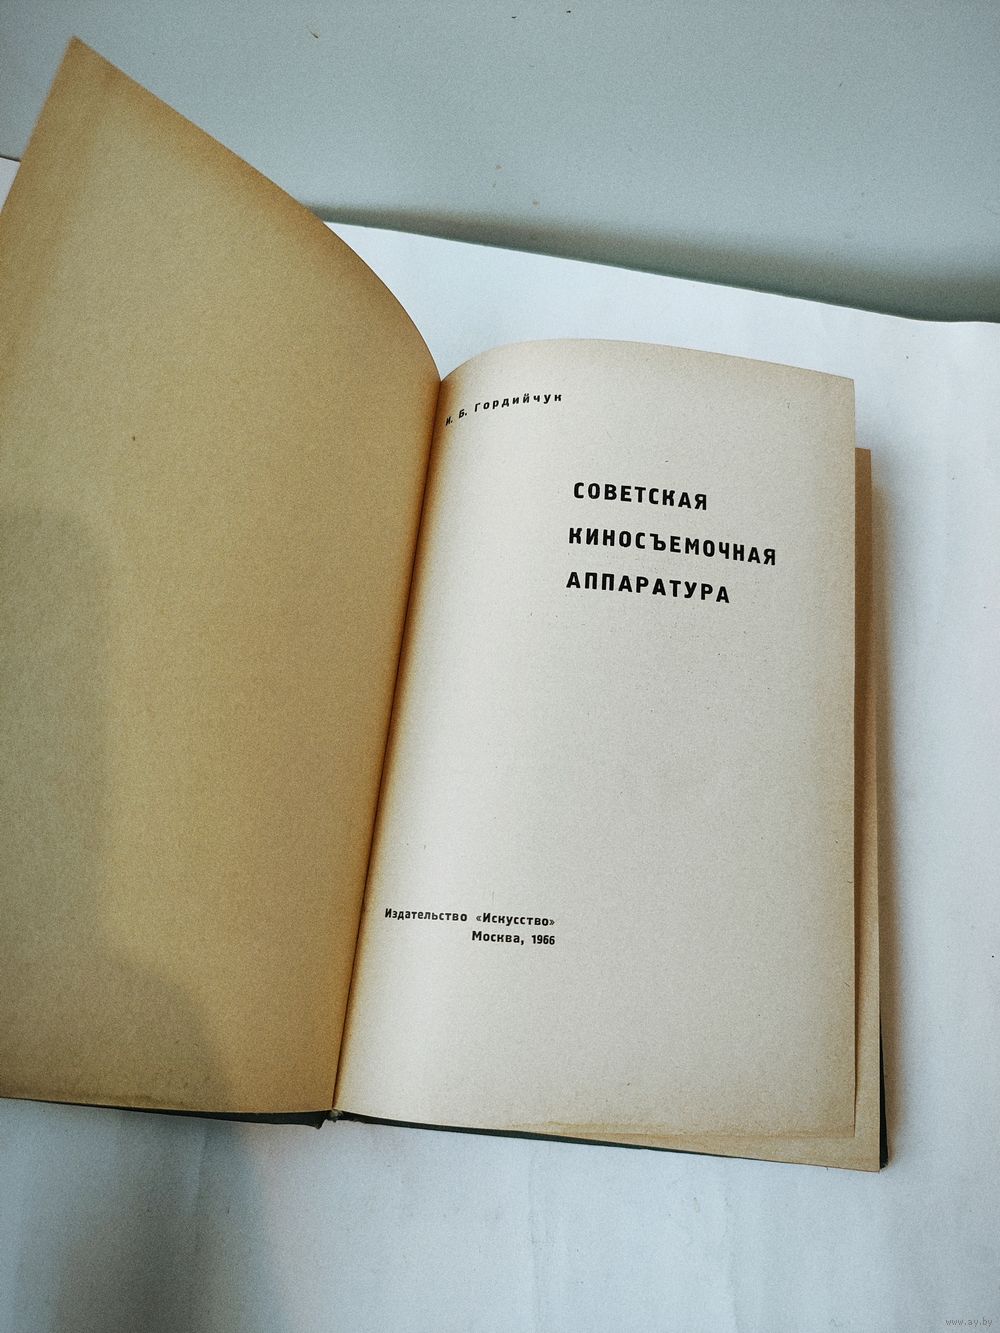 И. Б. Гордийчук
СОВЕТСКАЯ
КИНОСЪЕМОЧНАЯ
АППАРАТУРА
Издательство «Искусство»
Москва, 1966
www.ay.by